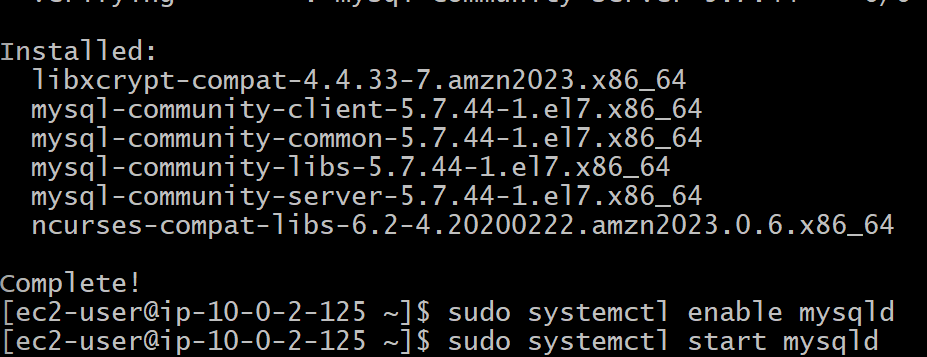 Installed:
libxcrypt-compat-4.4.33-7.amzn2023.x86_64
mysql-community-client-5.7.44-1.el7.x86_64
mysql-community-common-5.7.44-1.el7.x86_64
mysql-community-libs-5.7.44-1.el7.x86_64
mysql-community-server-5.7.44-1.el7.x86_64
ncurses-compat-libs-6.2-4.20200222.amzn2023.0.6.x86_64
Complete!
[ec2-user@ip-10-0-2-125 ~]$ sudo systemctl enable mysqld
[ec2-user@ip-10-0-2-125 ~]$ sudo systemctl start mysqld